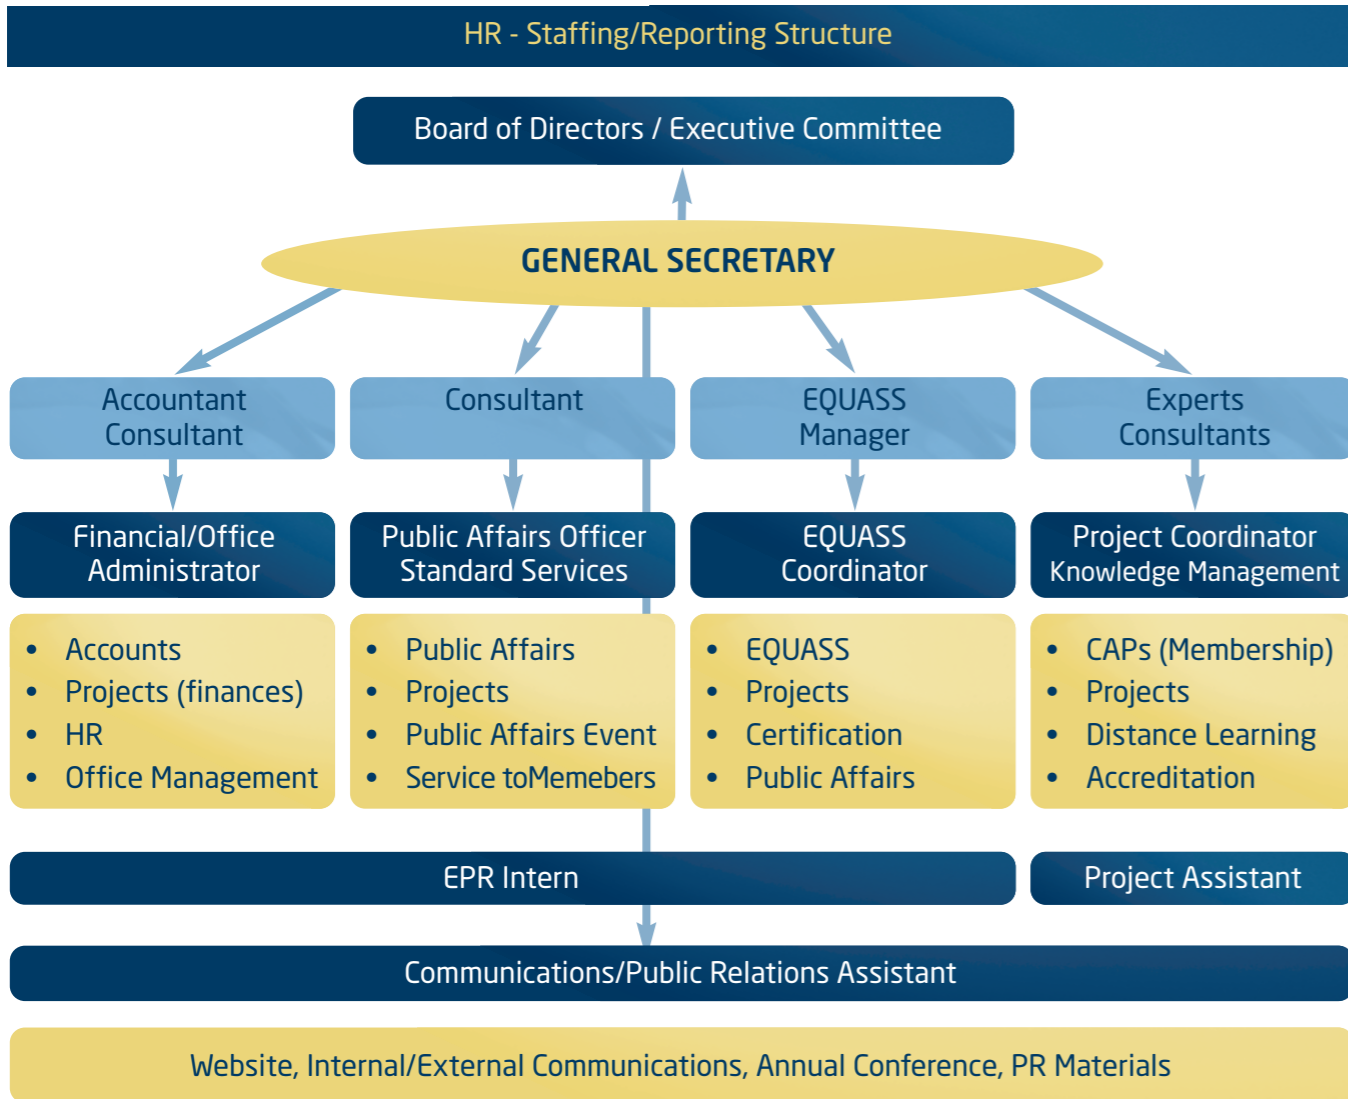 HR - Staffing/Reporting Structure
Board of Directors / Executive Committee
GENERAL SECRETARY
Accountant
Consultant
Consultant
EQUASS
Manager
Experts
Consultants
Financial/Office
Administrator
Public Affairs Officer
Standard Services
EQUASS
Coordinator
Project Coordinator
Knowledge Management
• Accounts
• Projects (finances)
• HR
• Office Management
• Public Affairs
• Projects
• Public Affairs Event
• Service toMemebers
• EQUASS
• Projects
• Certification
• Public Affairs
• CAPs (Membership)
• Projects
• Distance Learning
• Accreditation
EPR Intern
Project Assistant
Communications/Public Relations Assistant
Website, Internal/External Communications, Annual Conference, PR Materials